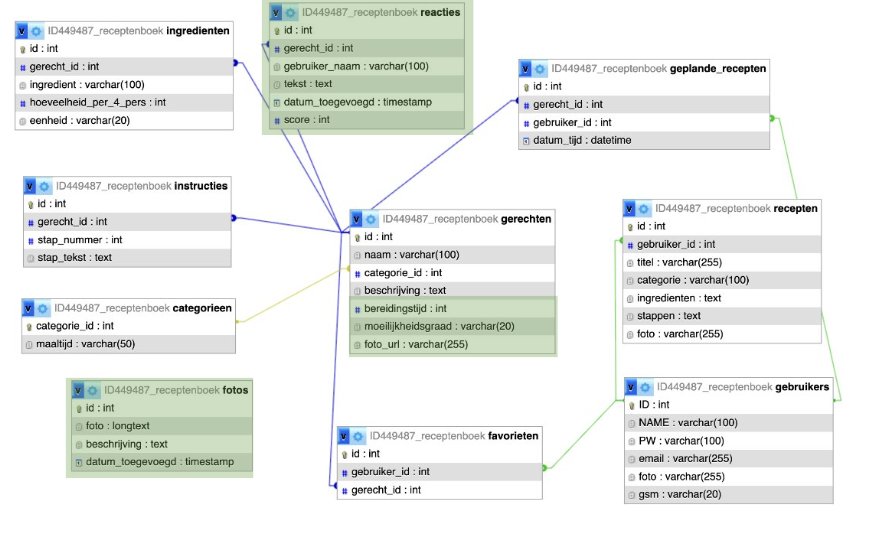 ID449487_receptenboek ingredienten
id : int
gerecht_id : int
ingredient : varchar(100)
hoeveelheid_per_4_pers : int
eenheid : varchar(20)
ID449487_receptenboek reacties
id : int
gerecht_id : int
gebruiker_naam : varchar(100)
tekst : text
datum_toegevoegd : timestamp
score : int
ID449487_receptenboek geplande_recepten
id : int
gerecht_id : int
gebruiker_id : int
datum_tijd : datetime
ID449487_receptenboek instructies
id : int
gerecht_id : int
stap_nummer : int
stap_tekst : text
ID449487_receptenboek gerechten
id : int
naam : varchar(100)
categorie_id : int
beschrijving : text
bereidingstijd : int
moeilijkheidsgraad : varchar(20)
foto_url : varchar(255)
ID449487_receptenboek recepten
id : int
gebruiker_id : int
titel : varchar(255)
categorie : varchar(100)
ingredienten : text
stappen : text
foto : varchar(255)
ID449487_receptenboek categorieen
categorie_id : int
maaltijd : varchar(50)
ID449487_receptenboek fotos
id : int
foto : longtext
beschrijving : text
datum_toegevoegd : timestamp
ID449487_receptenboek favorieten
id : int
gebruiker_id : int
gerecht_id : int
ID449487_receptenboek gebruikers
ID : int
NAME : varchar(100)
PW : varchar(100)
email : varchar(255)
foto : varchar(255)
gsm : varchar(20)